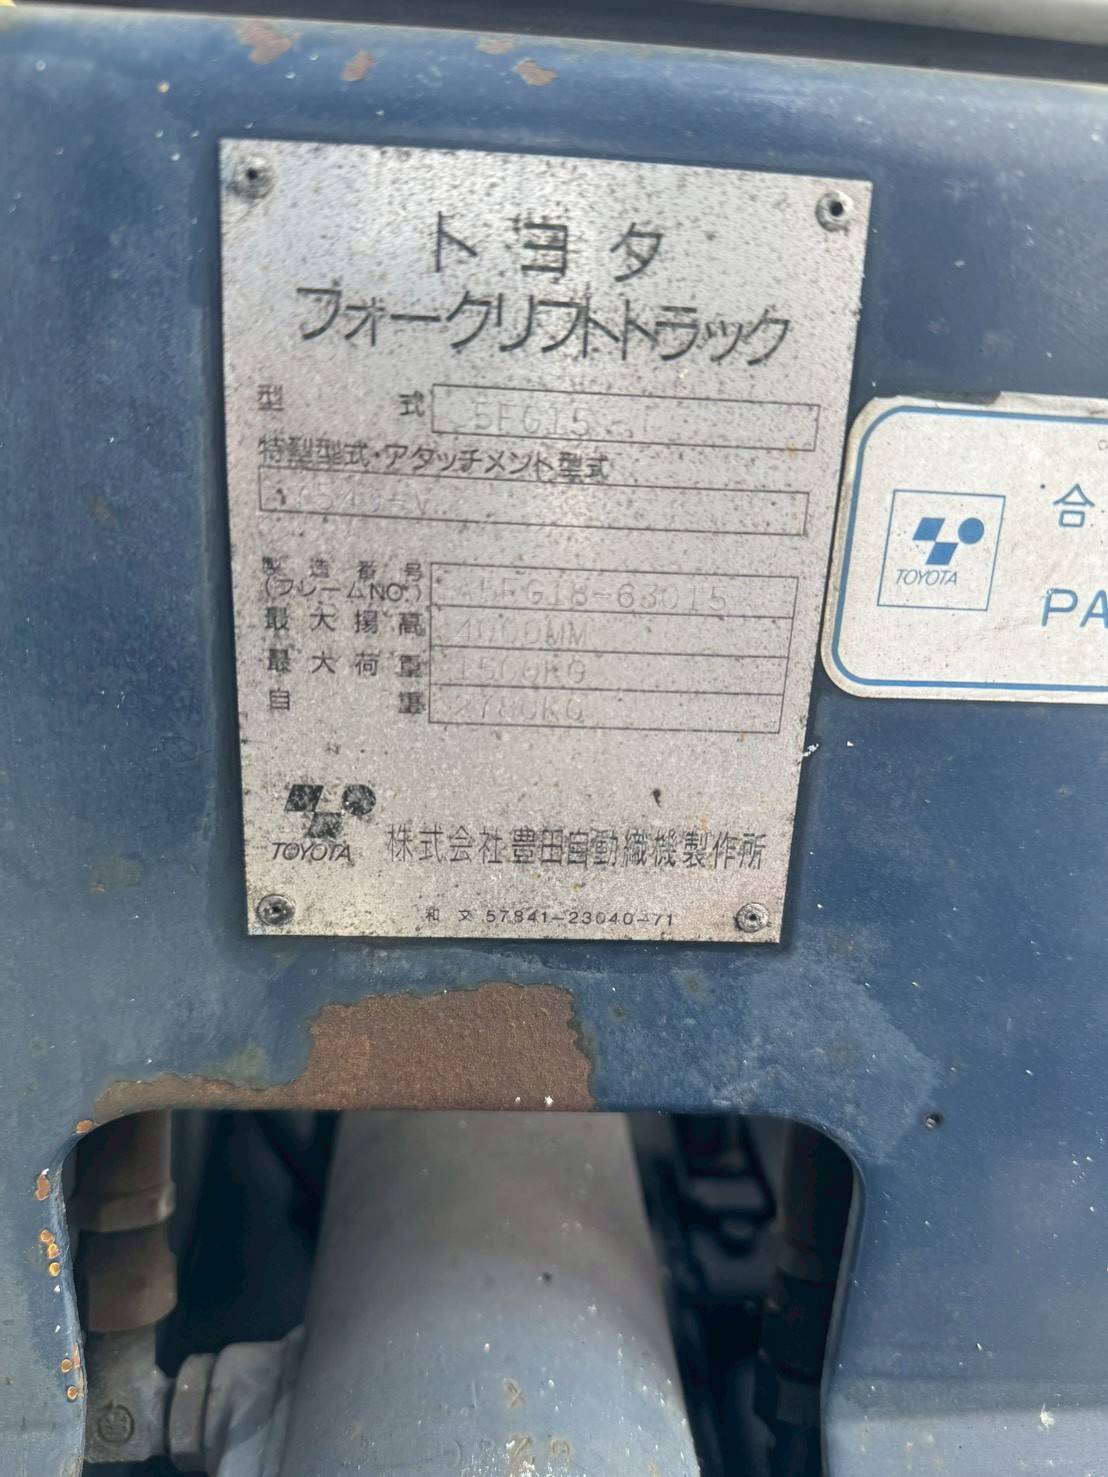 トヨタ
フォークリフトトラック
型式 5FG15
特製型式・アタッチメント型式
製造番号
(フレームNO.) A5FG18-63015
最大揚高 4000MM
最大荷重 1500KG
自重 2780KG
TOYOTA 株式会社豊田自動織機製作所
和文 57841-23040-71
合
TOYOTA
PA